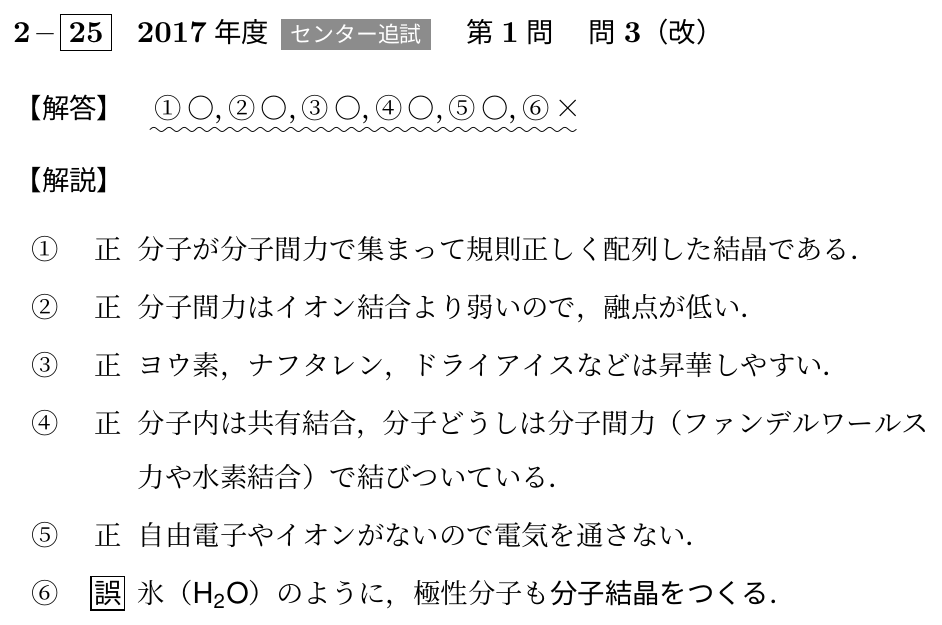 2-25 2017年度 センター追試 第1問 問3（改）
【解答】 ①○,②○,③○,④○,⑤○,⑥×
【解説】
① 正 分子が分子間力で集まって規則正しく配列した結晶である．
② 正 分子間力はイオン結合より弱いので，融点が低い．
③ 正 ヨウ素，ナフタレン，ドライアイスなどは昇華しやすい．
④ 正 分子内は共有結合，分子どうしは分子間力（ファンデルワールス
力や水素結合）で結びついている．
⑤ 正 自由電子やイオンがないので電気を通さない．
⑥ 誤 氷（H₂O）のように，極性分子も分子結晶をつくる．